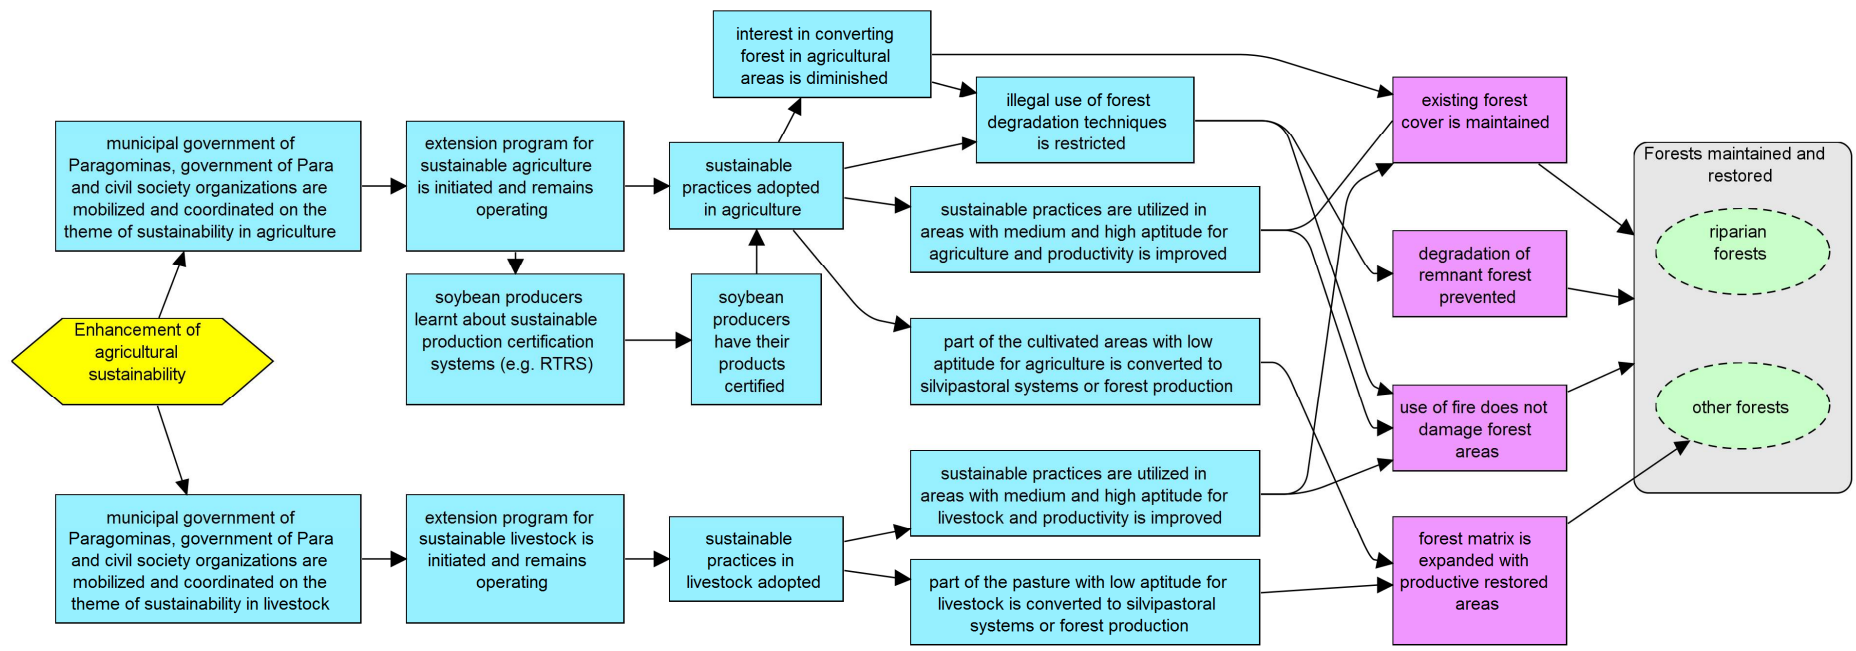 interest in converting
forest in agricultural
areas is diminished
illegal use of forest
degradation techniques
is restricted
existing forest
cover is maintained
municipal government of
Paragominas, government of Para
and civil society organizations are
mobilized and coordinated on the
theme of sustainability in agriculture
extension program for
sustainable agriculture
is initiated and remains
operating
sustainable
practices adopted
in agriculture
sustainable practices are utilized in
areas with medium and high aptitude for
agriculture and productivity is improved
Forests maintained and
restored
riparian
forests
degradation of
remnant forest
prevented
soybean producers
learnt about sustainable
production certification
systems (e.g. RTRS)
soybean
producers
have their
products
certified
Enhancement of
agricultural
sustainability
part of the cultivated areas with low
aptitude for agriculture is converted to
silvipastoral systems or forest production
use of fire does not
damage forest
areas
other forests
sustainable practices are utilized in
areas with medium and high aptitude for
livestock and productivity is improved
municipal government of
Paragominas, government of Para
and civil society organizations are
mobilized and coordinated on the
theme of sustainability in livestock
extension program for
sustainable livestock is
initiated and remains
operating
sustainable
practices in
livestock adopted
part of the pasture with low aptitude for
livestock is converted to silvipastoral
systems or forest production
forest matrix is
expanded with
productive restored
areas